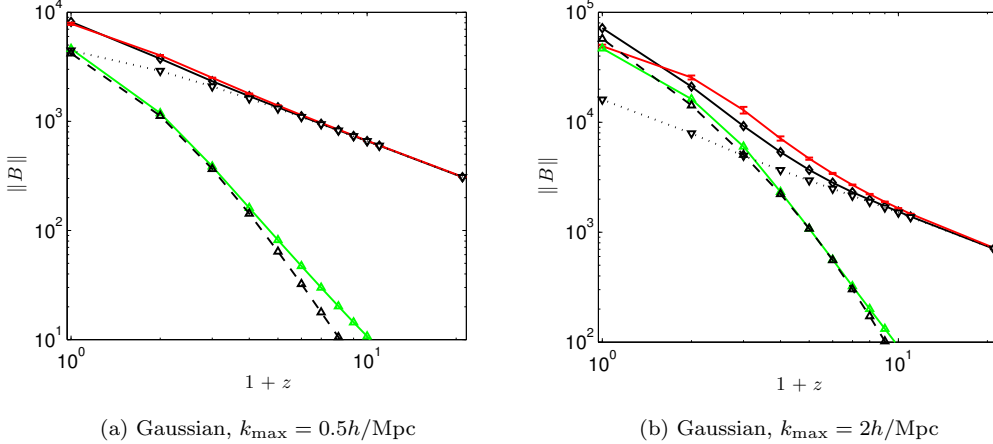 10^4
10^3
10^2
10^1
‖B‖
10^0
10^1
1 + z
(a) Gaussian, k_max = 0.5h/Mpc
10^5
10^4
10^3
10^2
‖B‖
10^0
10^1
1 + z
(b) Gaussian, k_max = 2h/Mpc